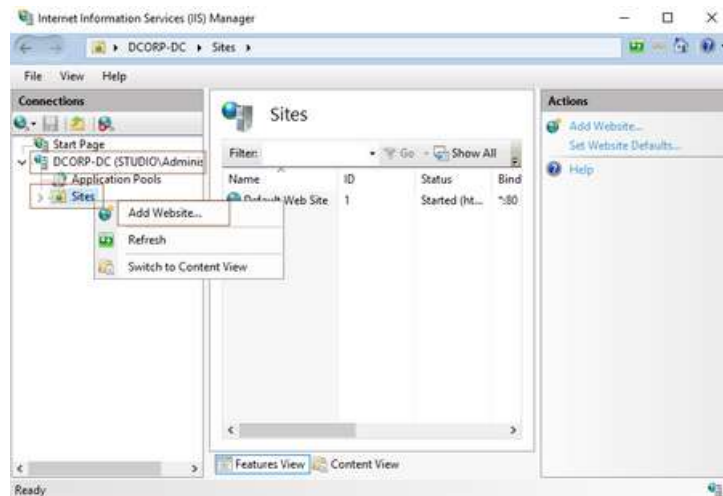 Internet Information Services (IIS) Manager
DCORP-DC Sites
File View Help
Connections
Start Page
DCORP-DC (STUDIO\Adminis
Application Pools
Sites
Add Website...
Refresh
Switch to Content View
Sites
Filter: Go Show All
Name ID Status Bind
Default Web Site 1 Started (ht... *:80
Features View Content View
Actions
Add Website...
Set Website Defaults...
Help
Ready